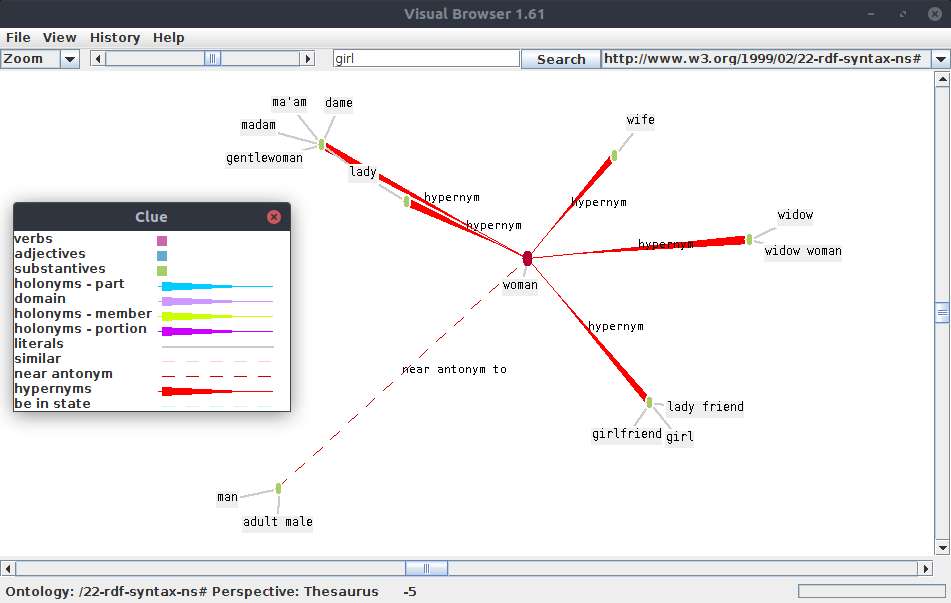 Visual Browser 1.61
File View History Help
Zoom
girl
Search
http://www.w3.org/1999/02/22-rdf-syntax-ns#
ma'am
dame
madam
gentlewoman
lady
hypernym
hypernym
wife
hypernym
widow
hypernym
widow woman
woman
hypernym
near antonym to
lady friend
girlfriend
girl
man
adult male
Clue
verbs
adjectives
substantives
holonyms - part
domain
holonyms - member
holonyms - portion
literals
similar
near antonym
hypernyms
be in state
Ontology: /22-rdf-syntax-ns# Perspective: Thesaurus -5